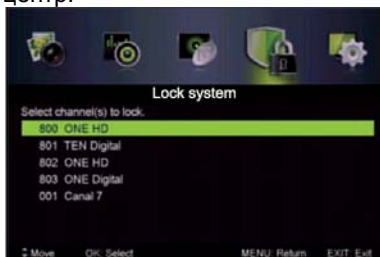 центр.
Lock system
Select channel(s) to lock.
800 ONE HD
801 TEN Digital
802 ONE HD
803 ONE Digital
001 Canal 7
Move OK: Select MENU: Return EXIT: Exit